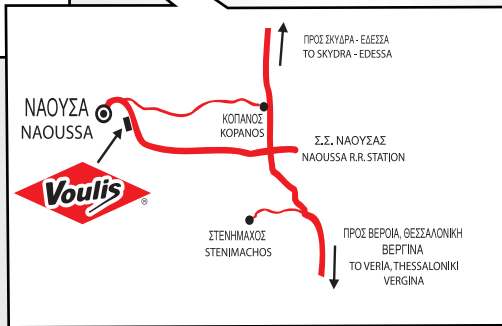 ΠΡΟΣ ΣΚΥΔΡΑ - ΕΔΕΣΣΑ
TO SKYDRA - EDESSA
ΝΑΟΥΣΑ
NAOUSSA
ΚΟΠΑΝΟΣ
KOPANOS
Σ.Σ. ΝΑΟΥΣΑΣ
NAOUSSA R.R. STATION
Voulis®
ΣΤΕΝΗΜΑΧΟΣ
STENIMACHOS
ΠΡΟΣ ΒΕΡΟΙΑ, ΘΕΣΣΑΛΟΝΙΚΗ
ΒΕΡΓΙΝΑ
TO VERIA, THESSALONIKI
VERGINA